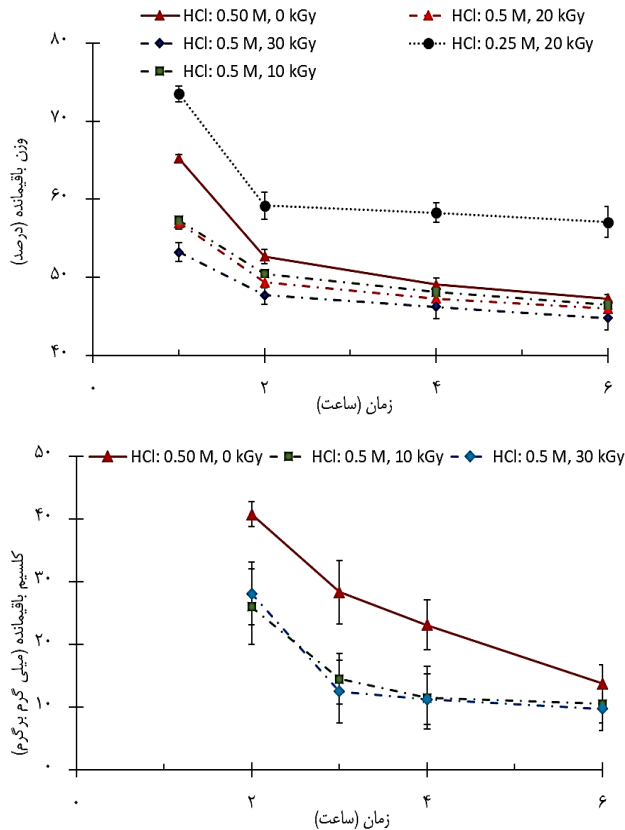 HCl: 0.50 M, 0 kGy HCl: 0.5 M, 20 kGy
HCl: 0.5 M, 30 kGy HCl: 0.25 M, 20 kGy
HCl: 0.5 M, 10 kGy
وزن باقیمانده (درصد)
۸۰
۷۰
۶۰
۵۰
۴۰
۰ ۲ ۴ ۶
زمان (ساعت)
HCl: 0.50 M, 0 kGy HCl: 0.5 M, 10 kGy HCl: 0.5 M, 30 kGy
کلسیم باقیمانده (میلی گرم برگرم)
۵۰
۴۰
۳۰
۲۰
۱۰
۰
۰ ۲ ۴ ۶
زمان (ساعت)